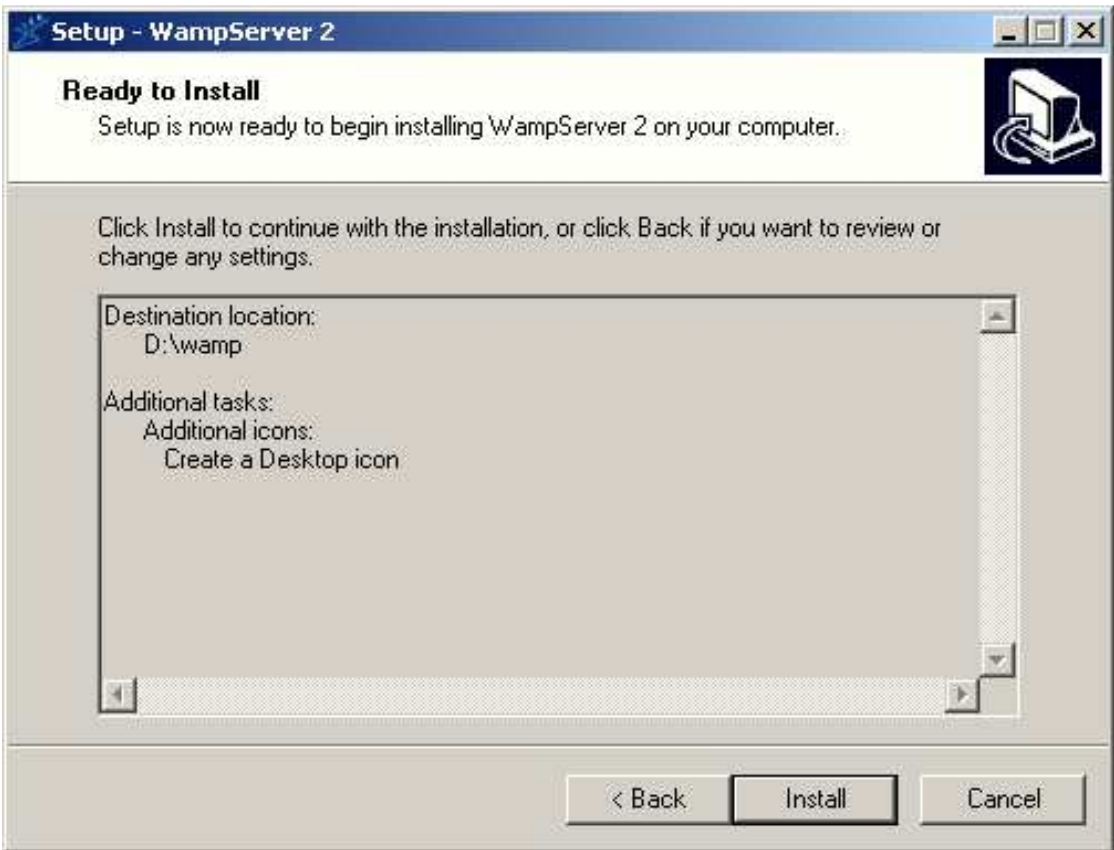 Setup - WampServer 2
Ready to Install
Setup is now ready to begin installing WampServer 2 on your computer.
Click Install to continue with the installation, or click Back if you want to review or
change any settings.
Destination location:
D:\wamp
Additional tasks:
Additional icons:
Create a Desktop icon
< Back
Install
Cancel